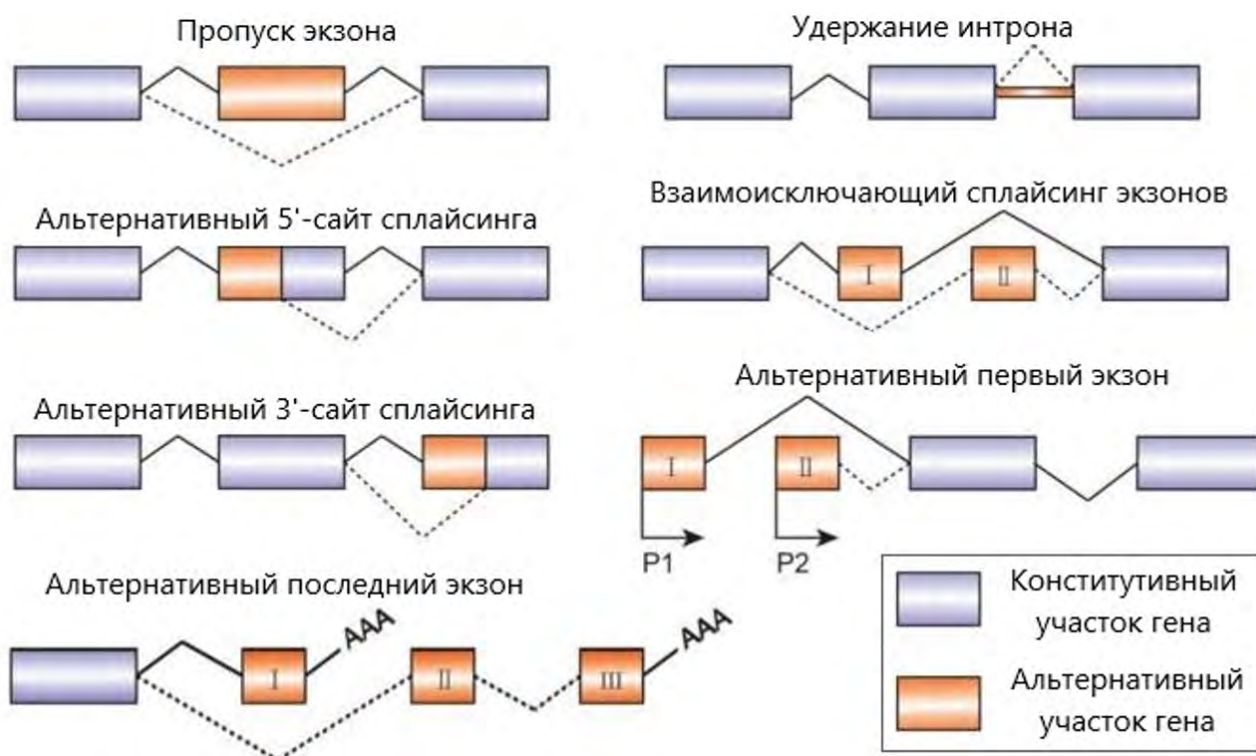 Пропуск экзона
Удержание интрона
Альтернативный 5'-сайт сплайсинга
Взаимоисключающий сплайсинг экзонов
I
II
Альтернативный 3'-сайт сплайсинга
Альтернативный первый экзон
I
II
P1
P2
Альтернативный последний экзон
AAA
AAA
I
II
III
Конститутивный
участок гена
Альтернативный
участок гена